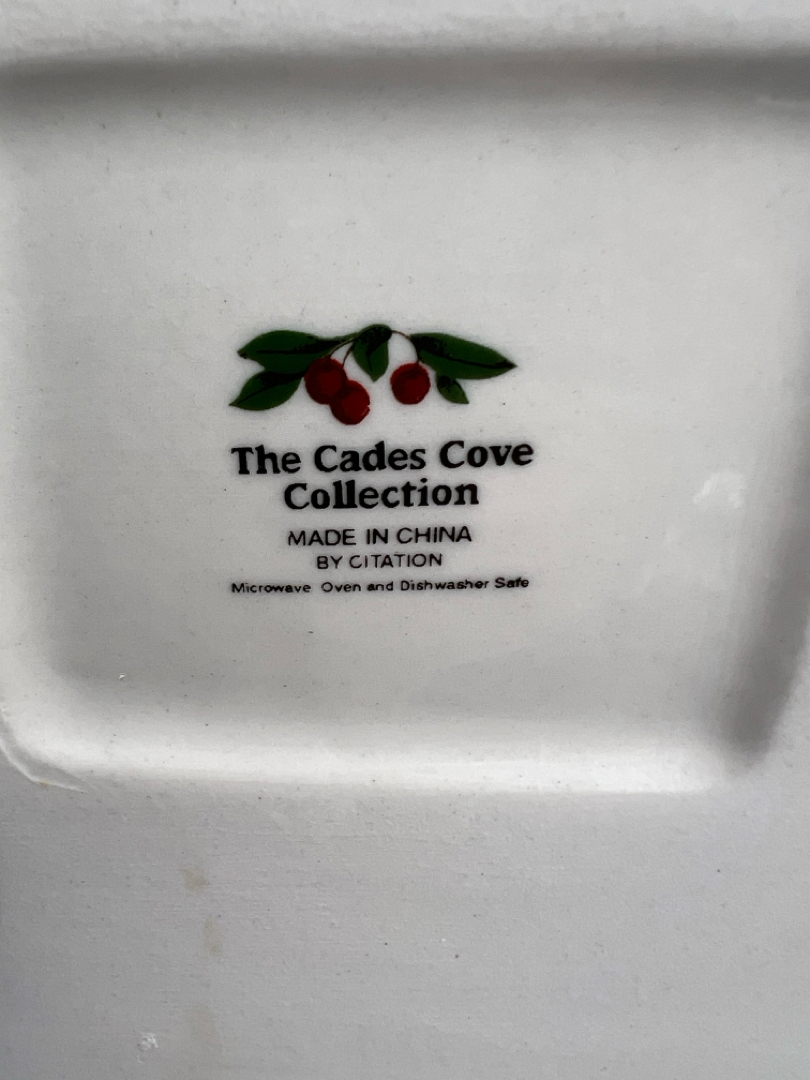 The Cades Cove
Collection
MADE IN CHINA
BY CITATION
Microwave Oven and Dishwasher Safe